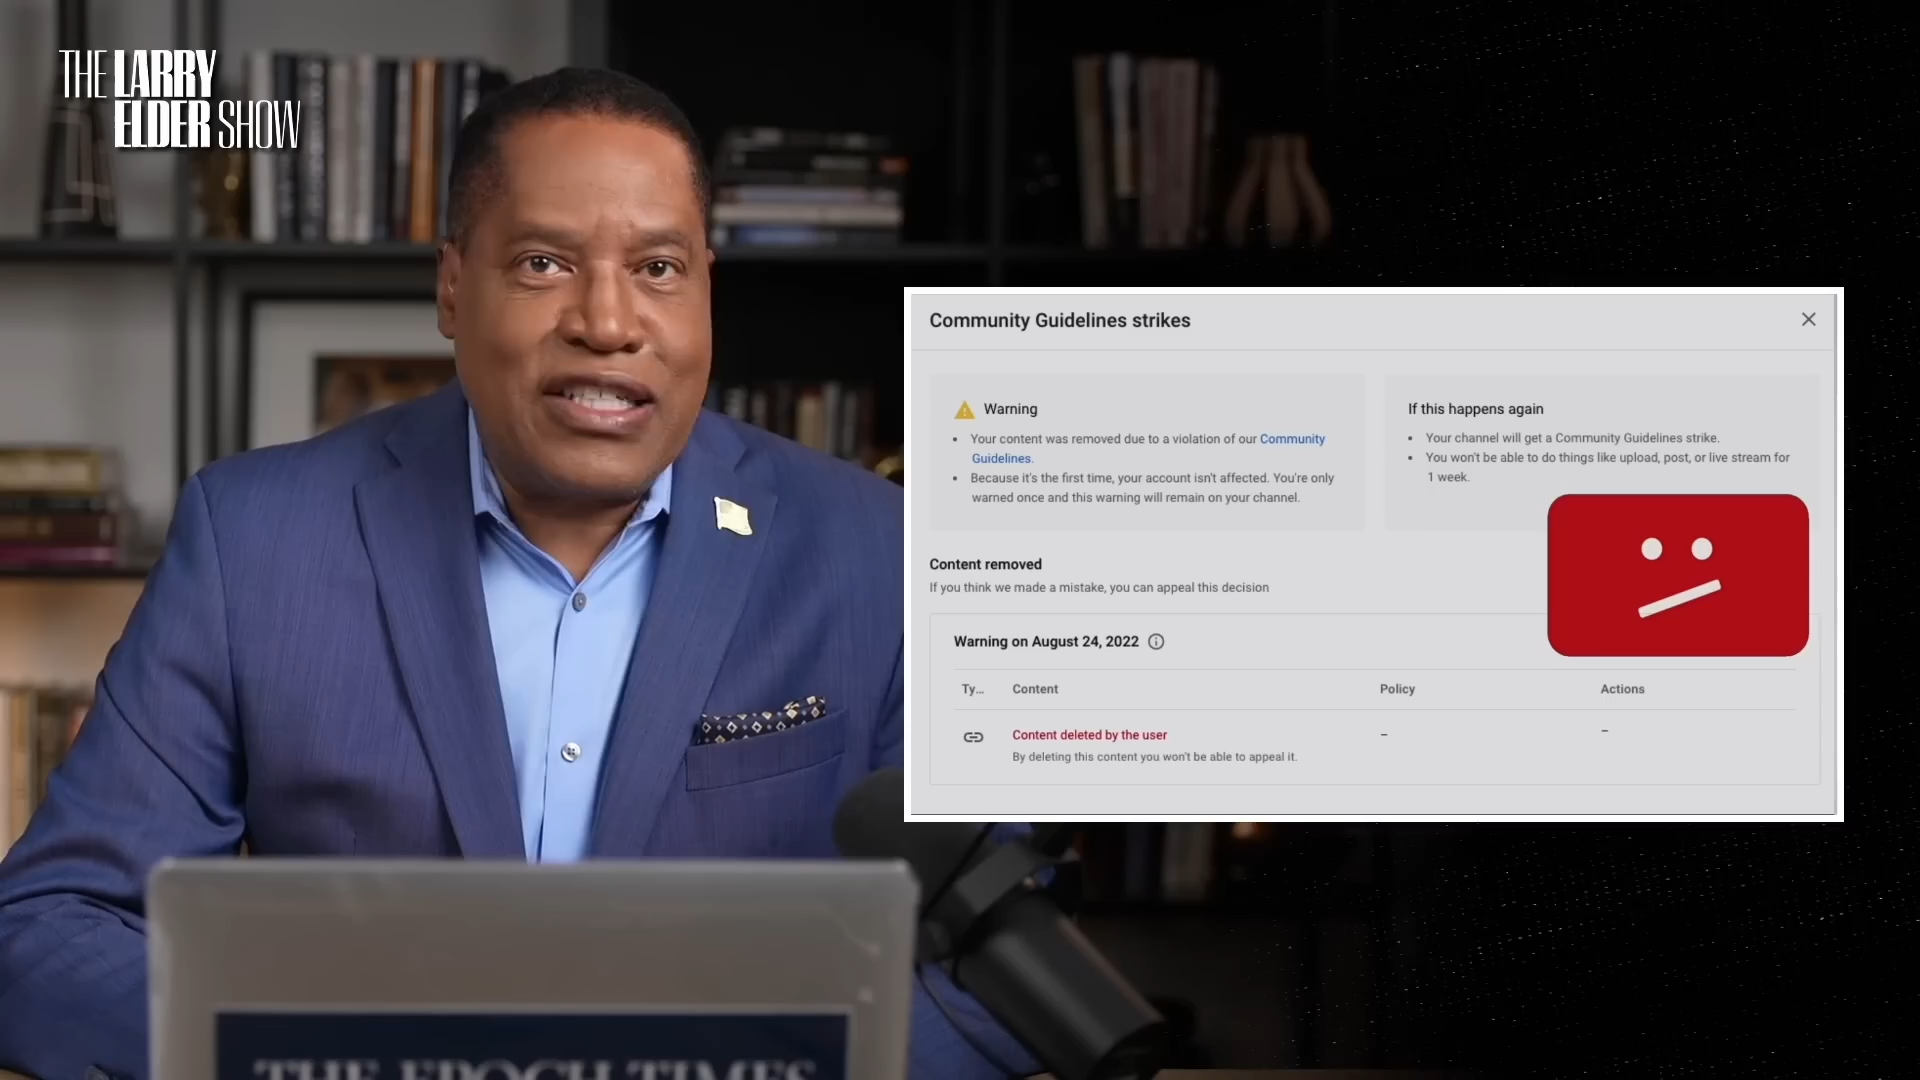 THE LARRY
ELDER SHOW
Community Guidelines strikes
Warning
Your content was removed due to a violation of our Community
Guidelines.
Because it's the first time, your account isn't affected. You're only
warned once and this warning will remain on your channel.
If this happens again
Your channel will get a Community Guidelines strike.
You won't be able to do things like upload, post, or live stream for
1 week.
Content removed
If you think we made a mistake, you can appeal this decision
Warning on August 24, 2022
Ty... Content Policy Actions
Content deleted by the user – –
By deleting this content you won't be able to appeal it.
THE EPOCH TIMES